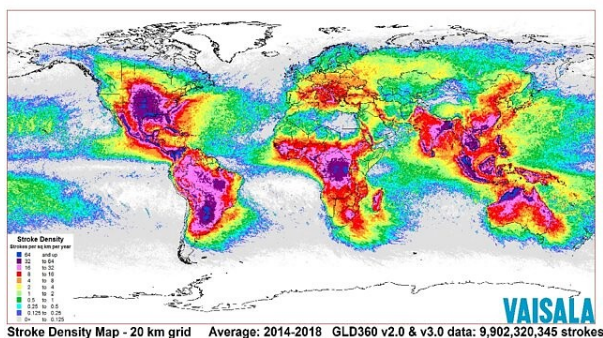 Stroke Density
Strokes per sq km per year
64 and up
32 to 64
16 to 32
8 to 16
4 to 8
2 to 4
1 to 2
0.5 to 1
0.25 to 0.5
0.125 to 0.25
0+ to 0.125
VAISALA
Stroke Density Map - 20 km grid Average: 2014-2018 GLD360 v2.0 & v3.0 data: 9,902,320,345 strokes